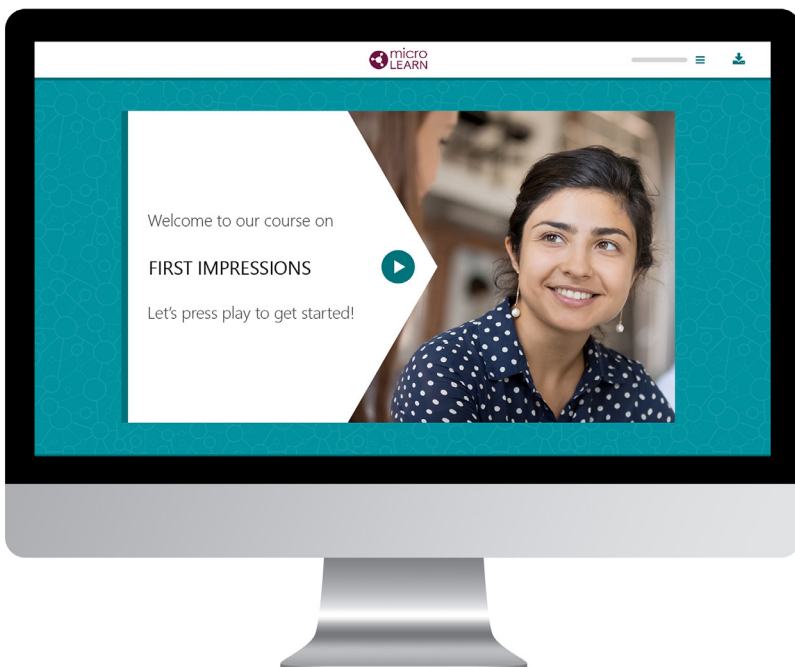 micro
LEARN
Welcome to our course on
FIRST IMPRESSIONS
Let's press play to get started!